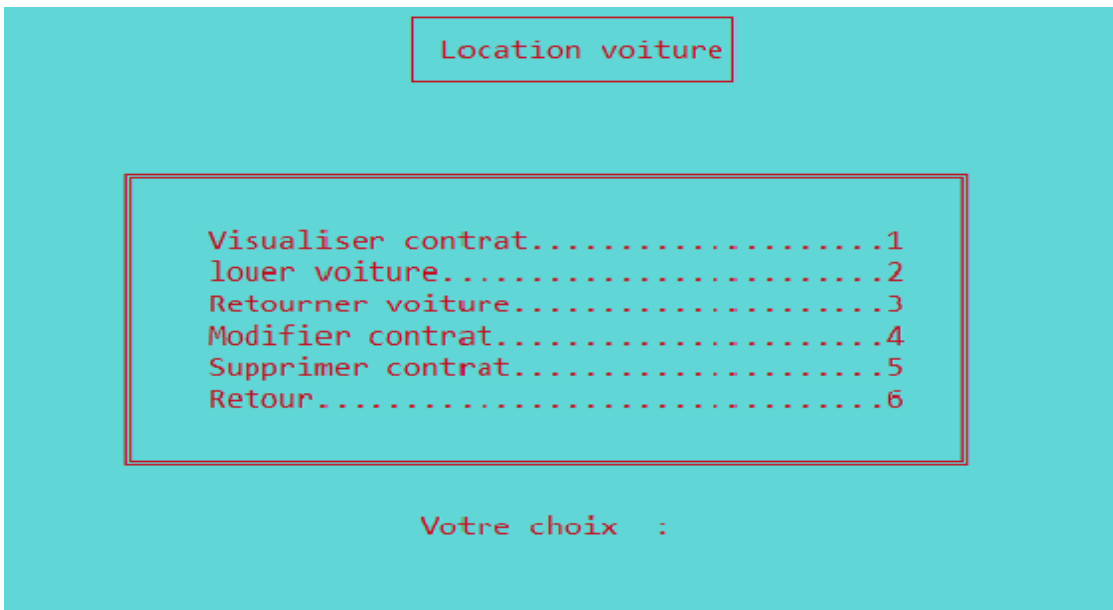 Location voiture
Visualiser contrat....................1
louer voiture.........................2
Retourner voiture.....................3
Modifier contrat......................4
Supprimer contrat.....................5
Retour................................6
Votre choix  :